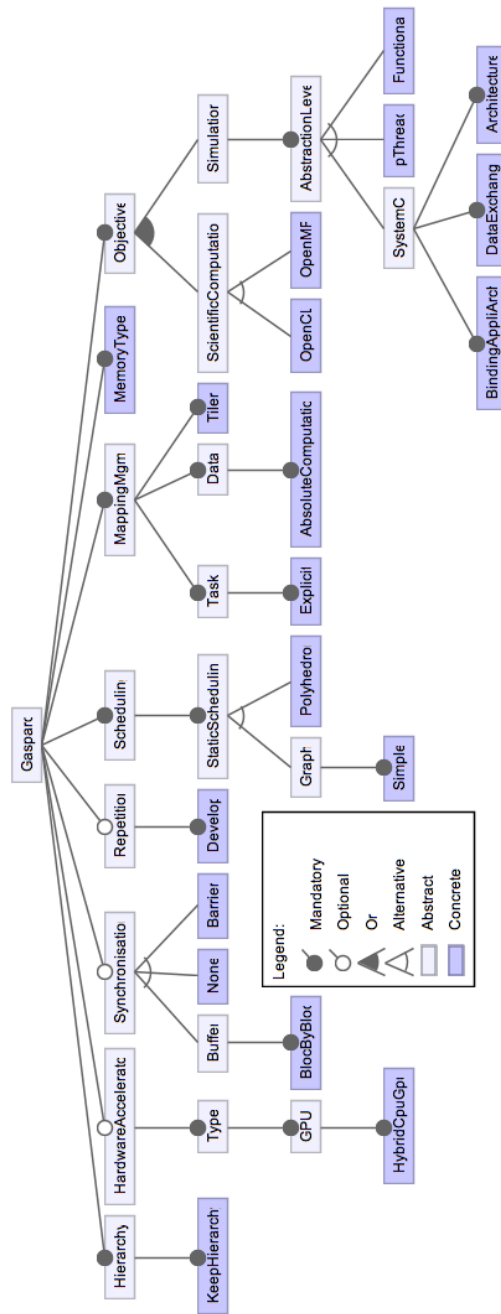 Gaspard
Hierarchy
HardwareAccelerato
Synchronisation
Repetition
Schedulin
MappingMgm
MemoryType
Objective
KeepHierarch
Type
Buffer
None
Barrier
Develop
StaticSchedulin
Task
Data
Tiler
ScientificComputatio
Simulation
GPU
BlocByBloc
Graph
Polyhedro
Explicit
AbsoluteComputatio
OpenCL
OpenMP
AbstractionLeve
HybridCpuGpu
Simple
SystemC
pThread
Functiona
BindingAppliArch
DataExchang
Architecture
Legend:
Mandatory
Optional
Or
Alternative
Abstract
Concrete